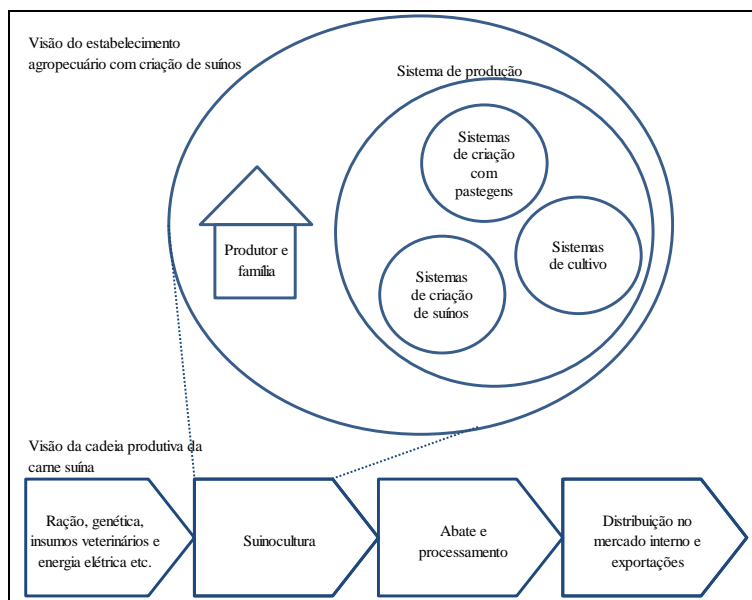 Visão do estabelecimento
agropecuário com criação de suínos
Sistema de produção
Sistemas
de criação
com
pastegens
Produtor e
família
Sistemas
de cultivo
Sistemas
de criação
de suínos
Visão da cadeia produtiva da
carne suína
Ração, genética,
insumos veterinários e
energia elétrica etc.
Suinocultura
Abate e
processamento
Distribuição no
mercado interno e
exportações